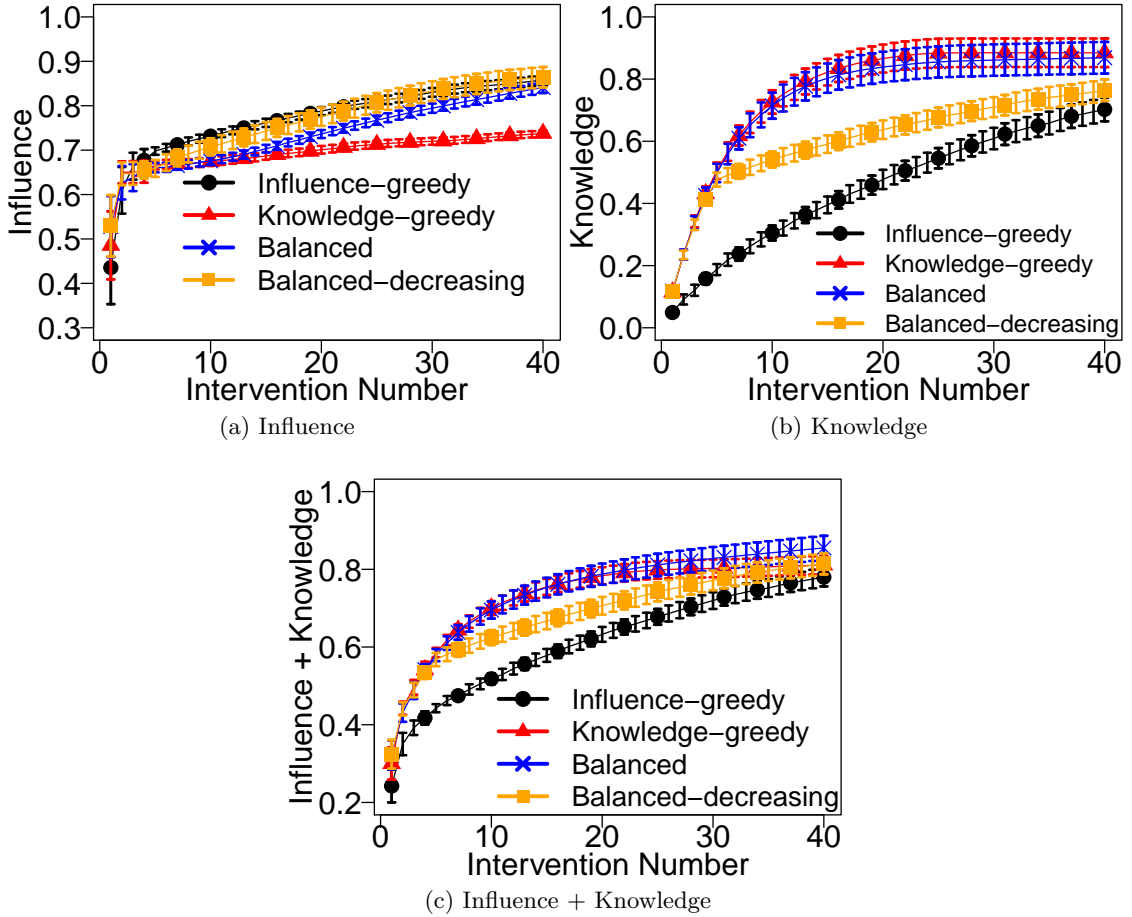 1.0
0.9
0.8
0.7
0.6
0.5
0.4
0.3
Influence
Influence−greedy
Knowledge−greedy
Balanced
Balanced−decreasing
0 10 20 30 40
Intervention Number
(a) Influence
1.0
0.8
0.6
0.4
0.2
0.0
Knowledge
Influence−greedy
Knowledge−greedy
Balanced
Balanced−decreasing
0 10 20 30 40
Intervention Number
(b) Knowledge
1.0
0.8
0.6
0.4
0.2
Influence + Knowledge
Influence−greedy
Knowledge−greedy
Balanced
Balanced−decreasing
0 10 20 30 40
Intervention Number
(c) Influence + Knowledge